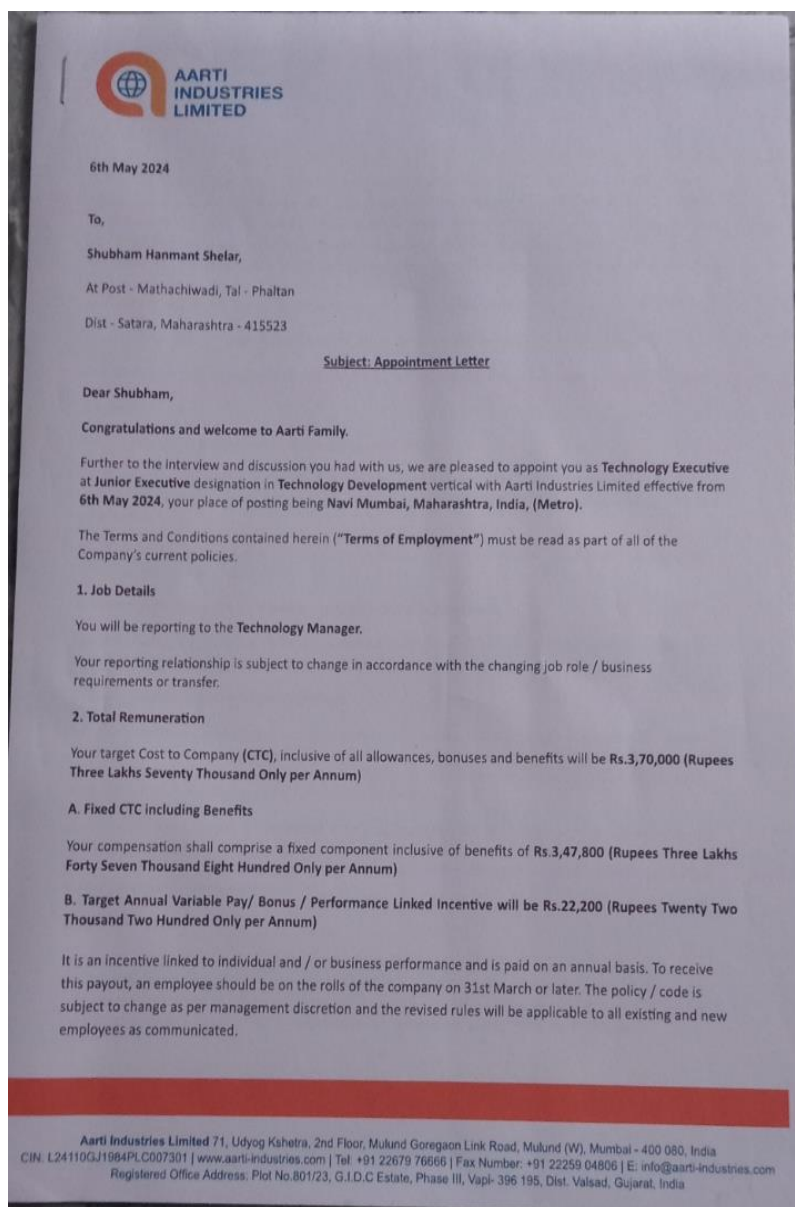 AARTI
INDUSTRIES
LIMITED
6th May 2024
To,
Shubham Hanmant Shelar,
At Post - Mathachiwadi, Tal - Phaltan
Dist - Satara, Maharashtra - 415523
Subject: Appointment Letter
Dear Shubham,
Congratulations and welcome to Aarti Family.
Further to the interview and discussion you had with us, we are pleased to appoint you as Technology Executive
at Junior Executive designation in Technology Development vertical with Aarti Industries Limited effective from
6th May 2024, your place of posting being Navi Mumbai, Maharashtra, India, (Metro).
The Terms and Conditions contained herein ("Terms of Employment") must be read as part of all of the
Company's current policies.
1. Job Details
You will be reporting to the Technology Manager.
Your reporting relationship is subject to change in accordance with the changing job role / business
requirements or transfer.
2. Total Remuneration
Your target Cost to Company (CTC), inclusive of all allowances, bonuses and benefits will be Rs.3,70,000 (Rupees
Three Lakhs Seventy Thousand Only per Annum)
A. Fixed CTC including Benefits
Your compensation shall comprise a fixed component inclusive of benefits of Rs.3,47,800 (Rupees Three Lakhs
Forty Seven Thousand Eight Hundred Only per Annum)
B. Target Annual Variable Pay/ Bonus / Performance Linked Incentive will be Rs.22,200 (Rupees Twenty Two
Thousand Two Hundred Only per Annum)
It is an incentive linked to individual and / or business performance and is paid on an annual basis. To receive
this payout, an employee should be on the rolls of the company on 31st March or later. The policy / code is
subject to change as per management discretion and the revised rules will be applicable to all existing and new
employees as communicated.
Aarti Industries Limited 71, Udyog Kshetra, 2nd Floor, Mulund Goregaon Link Road, Mulund (W), Mumbai - 400 080, India
CIN: L24110GJ1984PLC007301 | www.aarti-industries.com | Tel: +91 22679 76666 | Fax Number: +91 22259 04806 | E: info@aarti-industries.com
Registered Office Address: Plot No.801/23, G.I.D.C Estate, Phase III, Vapi- 396 195, Dist. Valsad, Gujarat, India